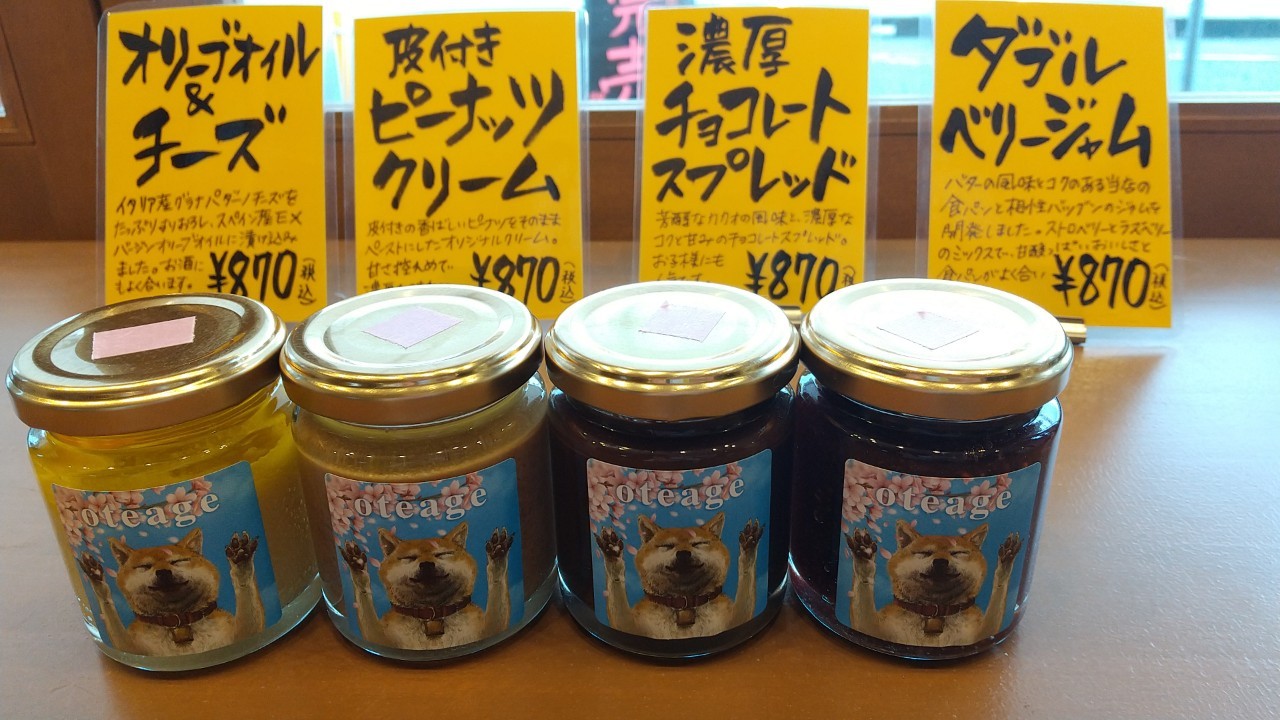 オリーブオイル
&
チーズ
イタリア産グラナパダーノチーズを
たっぷりすりおろし、スペイン産EX
バージンオリーブオイルに漬け込み
ました。お酒に
もよく合います。
¥870(税込)
皮付き
ピーナッツ
クリーム
皮付きの香ばしいピーナツをそのまま
ペーストにしたオリジナルクリーム。
甘さ控えめで、
¥870(税込)
濃厚
チョコレート
スプレッド
芳醇なカカオの風味と、濃厚な
コクと甘みのチョコレートスプレッド。
お子様にも
¥870(税
ダブル
ベリージャム
バターの風味とコクのある当店の
食パンと相性バツグンのジャムを
開発しました。ストロベリーとラズベリー
のミックスで、甘酸っぱいおいしさと
食パンがよく合い
¥870(税込)
完売
oteage
oteage
oteage
oteage